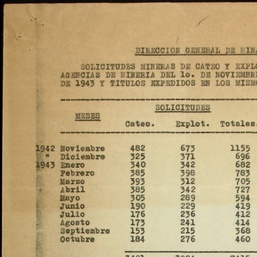 DIRECCION GENERAL DE MINA
SOLICITUDES MINERAS DE CATEO Y EXPLO
AGENCIAS DE MINERIA DEL 1o. DE NOVIEMBRE
DE 1943 Y TITULOS EXPEDIDOS EN LOS MISMO
SOLICITUDES
MESES
Cateo. Explot. Totales.
1942 Noviembre 482 673 1155
" Diciembre 325 371 696
1943 Enero 340 342 682
Febrero 385 398 783
Marzo 393 312 705
Abril 385 342 727
Mayo 305 289 594
Junio 190 229 419
Julio 176 236 412
Agosto 173 241 414
Septiembre 153 215 368
Octubre 184 276 460